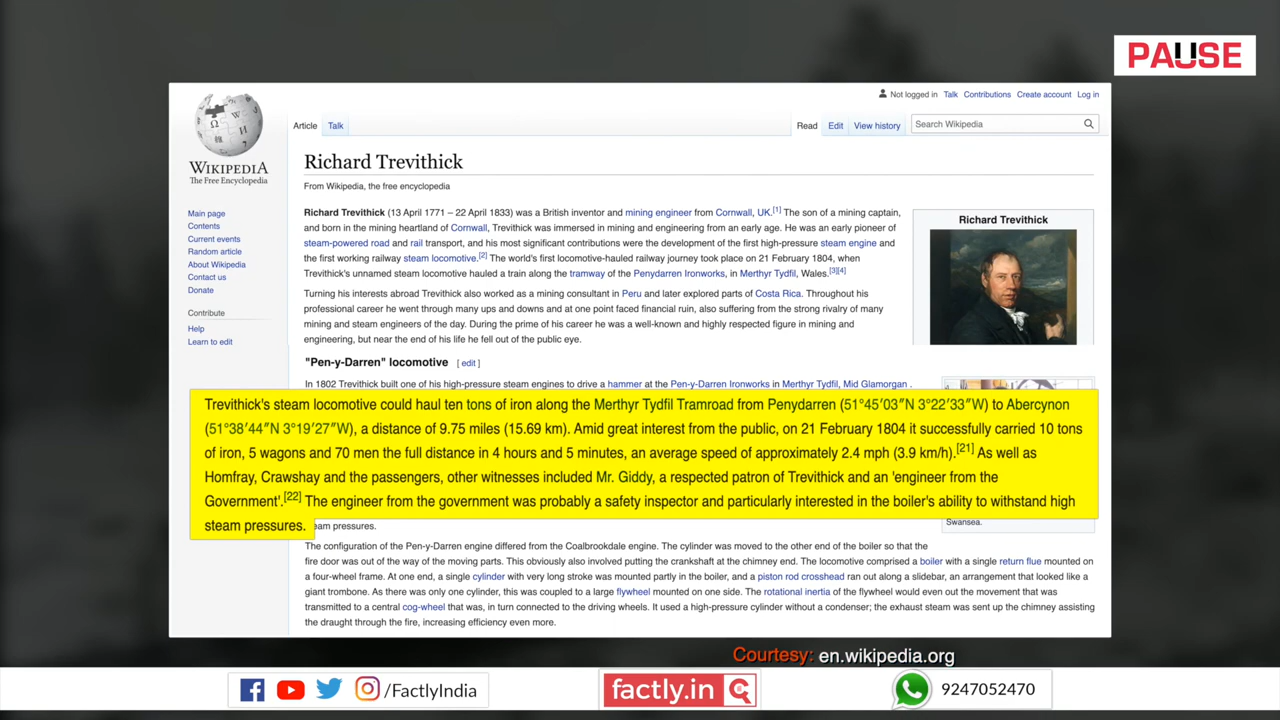 PAUSE
Not logged in Talk Contributions Create account Log in
Article Talk Read Edit View history Search Wikipedia
WIKIPEDIA
The Free Encyclopedia
Richard Trevithick
From Wikipedia, the free encyclopedia
Main page
Contents
Current events
Random article
About Wikipedia
Contact us
Donate
Contribute
Help
Learn to edit
Richard Trevithick (13 April 1771 – 22 April 1833) was a British inventor and mining engineer from Cornwall, UK.[1] The son of a mining captain,
and born in the mining heartland of Cornwall, Trevithick was immersed in mining and engineering from an early age. He was an early pioneer of
steam-powered road and rail transport, and his most significant contributions were the development of the first high-pressure steam engine and
the first working railway steam locomotive.[2] The world's first locomotive-hauled railway journey took place on 21 February 1804, when
Trevithick's unnamed steam locomotive hauled a train along the tramway of the Penydarren Ironworks, in Merthyr Tydfil, Wales.[3][4]
Turning his interests abroad Trevithick also worked as a mining consultant in Peru and later explored parts of Costa Rica. Throughout his
professional career he went through many ups and downs and at one point faced financial ruin, also suffering from the strong rivalry of many
mining and steam engineers of the day. During the prime of his career he was a well-known and highly respected figure in mining and
engineering, but near the end of his life he fell out of the public eye.
Richard Trevithick
"Pen-y-Darren" locomotive [ edit ]
In 1802 Trevithick built one of his high-pressure steam engines to drive a hammer at the Pen-y-Darren Ironworks in Merthyr Tydfil, Mid Glamorgan .
Trevithick's steam locomotive could haul ten tons of iron along the Merthyr Tydfil Tramroad from Penydarren (51°45′03″N 3°22′33″W) to Abercynon
(51°38′44″N 3°19′27″W), a distance of 9.75 miles (15.69 km). Amid great interest from the public, on 21 February 1804 it successfully carried 10 tons
of iron, 5 wagons and 70 men the full distance in 4 hours and 5 minutes, an average speed of approximately 2.4 mph (3.9 km/h).[21] As well as
Homfray, Crawshay and the passengers, other witnesses included Mr. Giddy, a respected patron of Trevithick and an 'engineer from the
Government'.[22] The engineer from the government was probably a safety inspector and particularly interested in the boiler's ability to withstand high
steam pressures.
eam pressures.
Swansea.
The configuration of the Pen-y-Darren engine differed from the Coalbrookdale engine. The cylinder was moved to the other end of the boiler so that the
fire door was out of the way of the moving parts. This obviously also involved putting the crankshaft at the chimney end. The locomotive comprised a boiler with a single return flue mounted on
a four-wheel frame. At one end, a single cylinder with very long stroke was mounted partly in the boiler, and a piston rod crosshead ran out along a slidebar, an arrangement that looked like a
giant trombone. As there was only one cylinder, this was coupled to a large flywheel mounted on one side. The rotational inertia of the flywheel would even out the movement that was
transmitted to a central cog-wheel that was, in turn connected to the driving wheels. It used a high-pressure cylinder without a condenser; the exhaust steam was sent up the chimney assisting
the draught through the fire, increasing efficiency even more.
Courtesy: en.wikipedia.org
/FactlyIndia
factly.in
9247052470